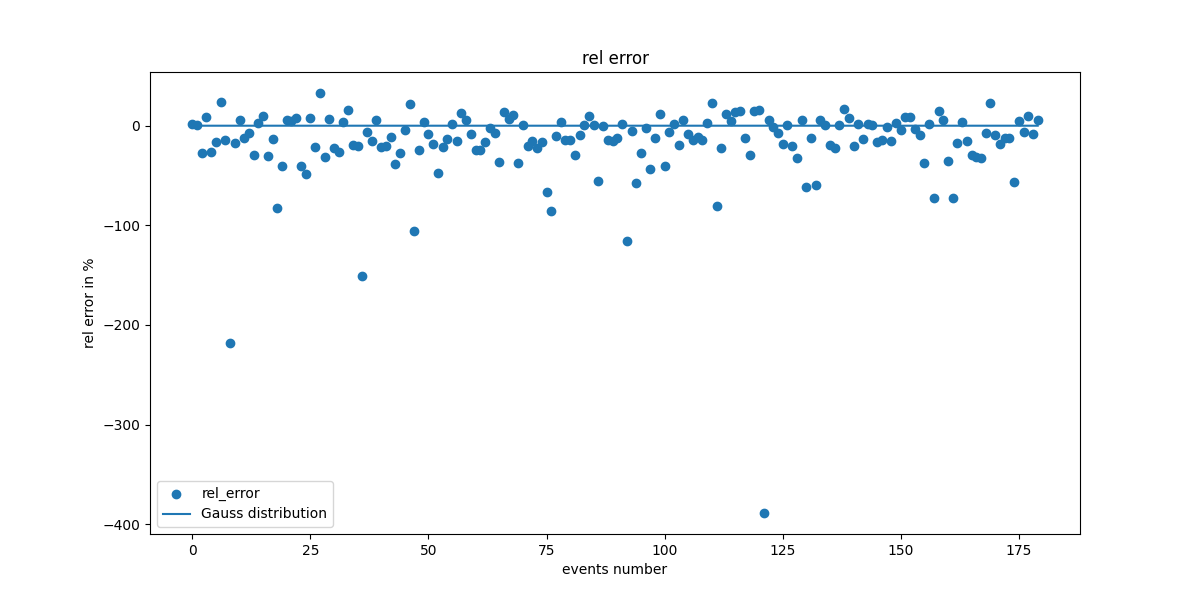 rel error
rel error in %
0
−100
−200
−300
−400
rel_error
Gauss distribution
0 25 50 75 100 125 150 175
events number